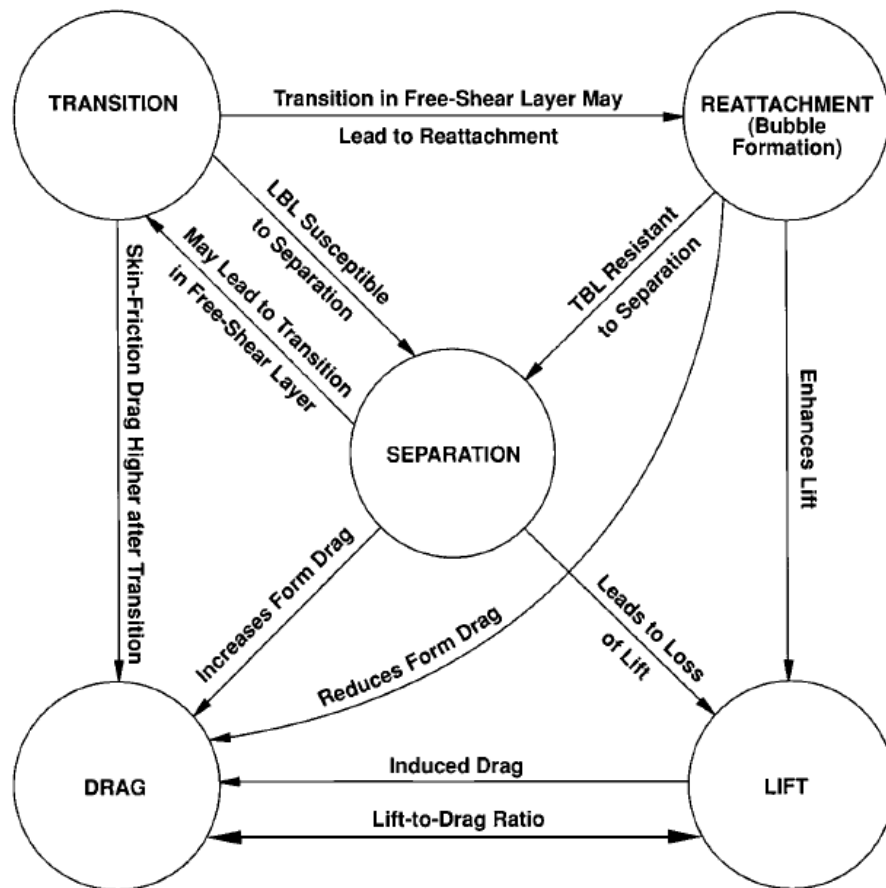 TRANSITION
Transition in Free-Shear Layer May
Lead to Reattachment
REATTACHMENT
(Bubble
Formation)
LBL Susceptible
to Separation
May Lead to Transition
in Free-Shear Layer
TBL Resistant
to Separation
Skin-Friction Drag Higher after Transition
Enhances Lift
SEPARATION
Increases Form Drag
Reduces Form Drag
Leads to Loss
of Lift
DRAG
Induced Drag
Lift-to-Drag Ratio
LIFT